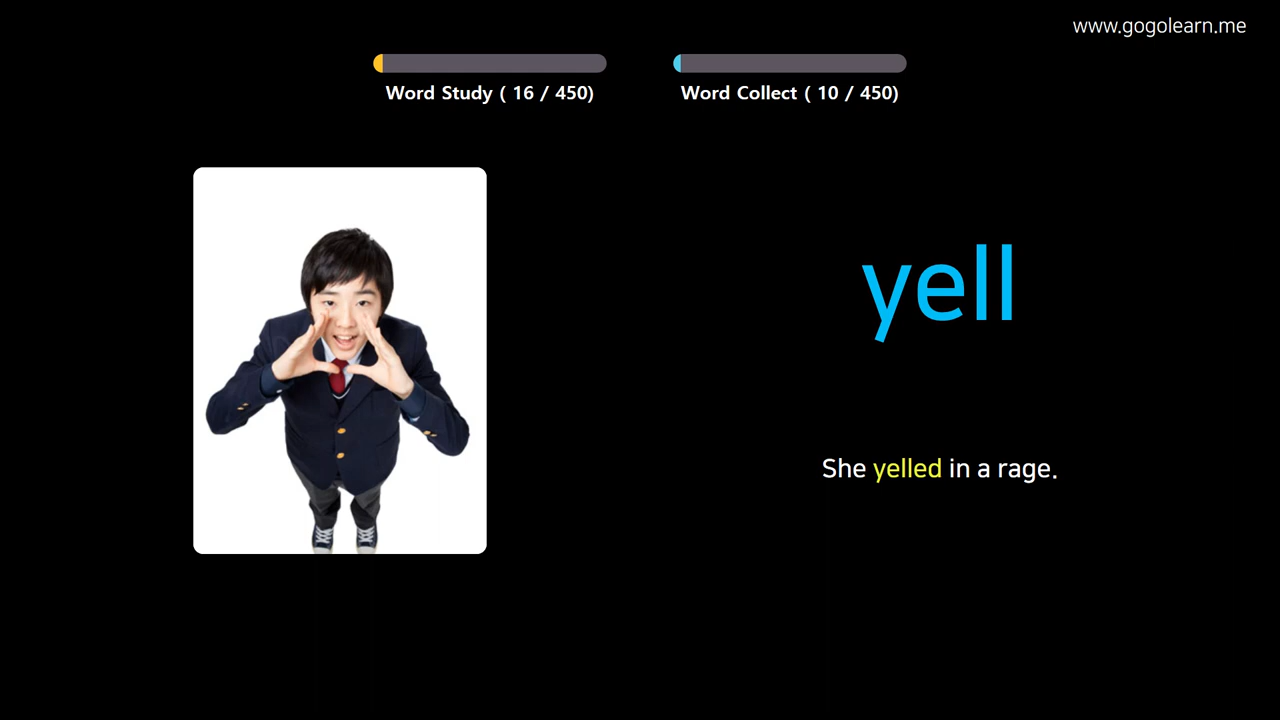 www.gogolearn.me
Word Study ( 16 / 450)
Word Collect ( 10 / 450)
yell
She yelled in a rage.